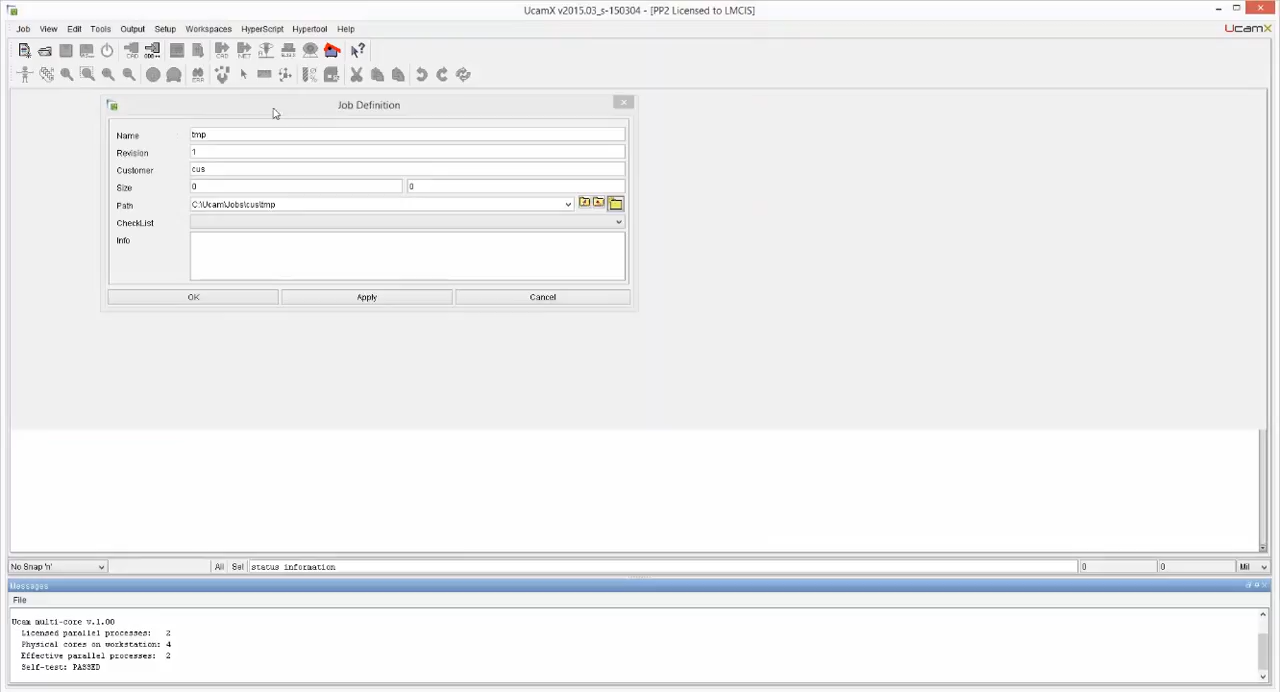 UcamX v2015.03_s-150304 - [PP2 Licensed to LMCIS]
Job View Edit Tools Output Setup Workspaces HyperScript Hypertool Help
UcamX
Job Definition
Name tmp
Revision 1
Customer cus
Size 0 0
Path C:\Ucam\Jobs\cus\tmp
CheckList
Info
OK Apply Cancel
No Snap 'n' All Sel status information 0 0 Mil
Messages
File
Ucam multi-core v.1.00
Licensed parallel processes: 2
Physical cores on workstation: 4
Effective parallel processes: 2
Self-test: PASSED